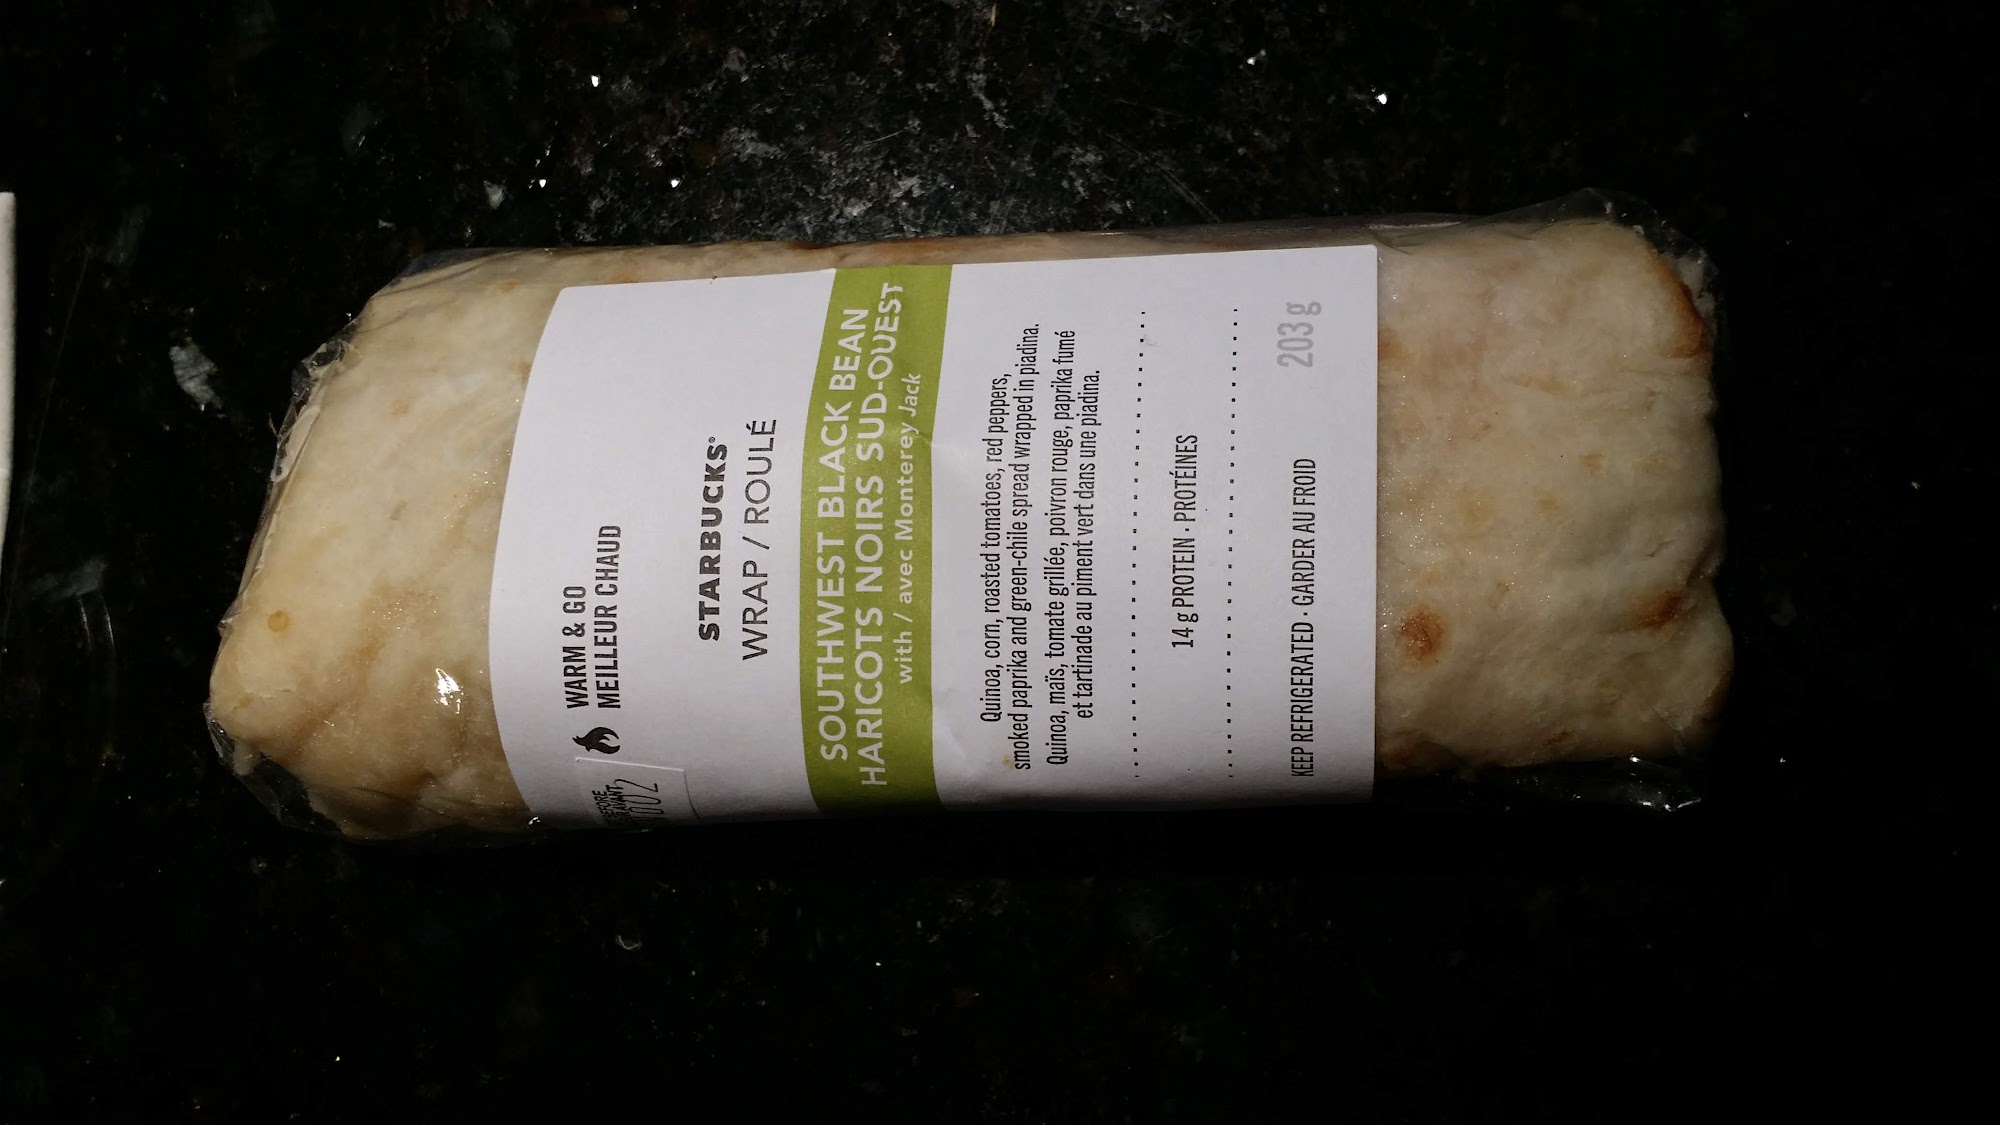 WARM & GO
MEILLEUR CHAUD
STARBUCKS®
WRAP / ROULÉ
SOUTHWEST BLACK BEAN
HARICOTS NOIRS SUD-OUEST
with / avec Monterey Jack
Quinoa, corn, roasted tomatoes, red peppers,
smoked paprika and green-chile spread wrapped in piadina.
Quinoa, maïs, tomate grillée, poivron rouge, paprika fumé
et tartinade au piment vert dans une piadina.
14 g PROTEIN · PROTÉINES
KEEP REFRIGERATED · GARDER AU FROID
203 g